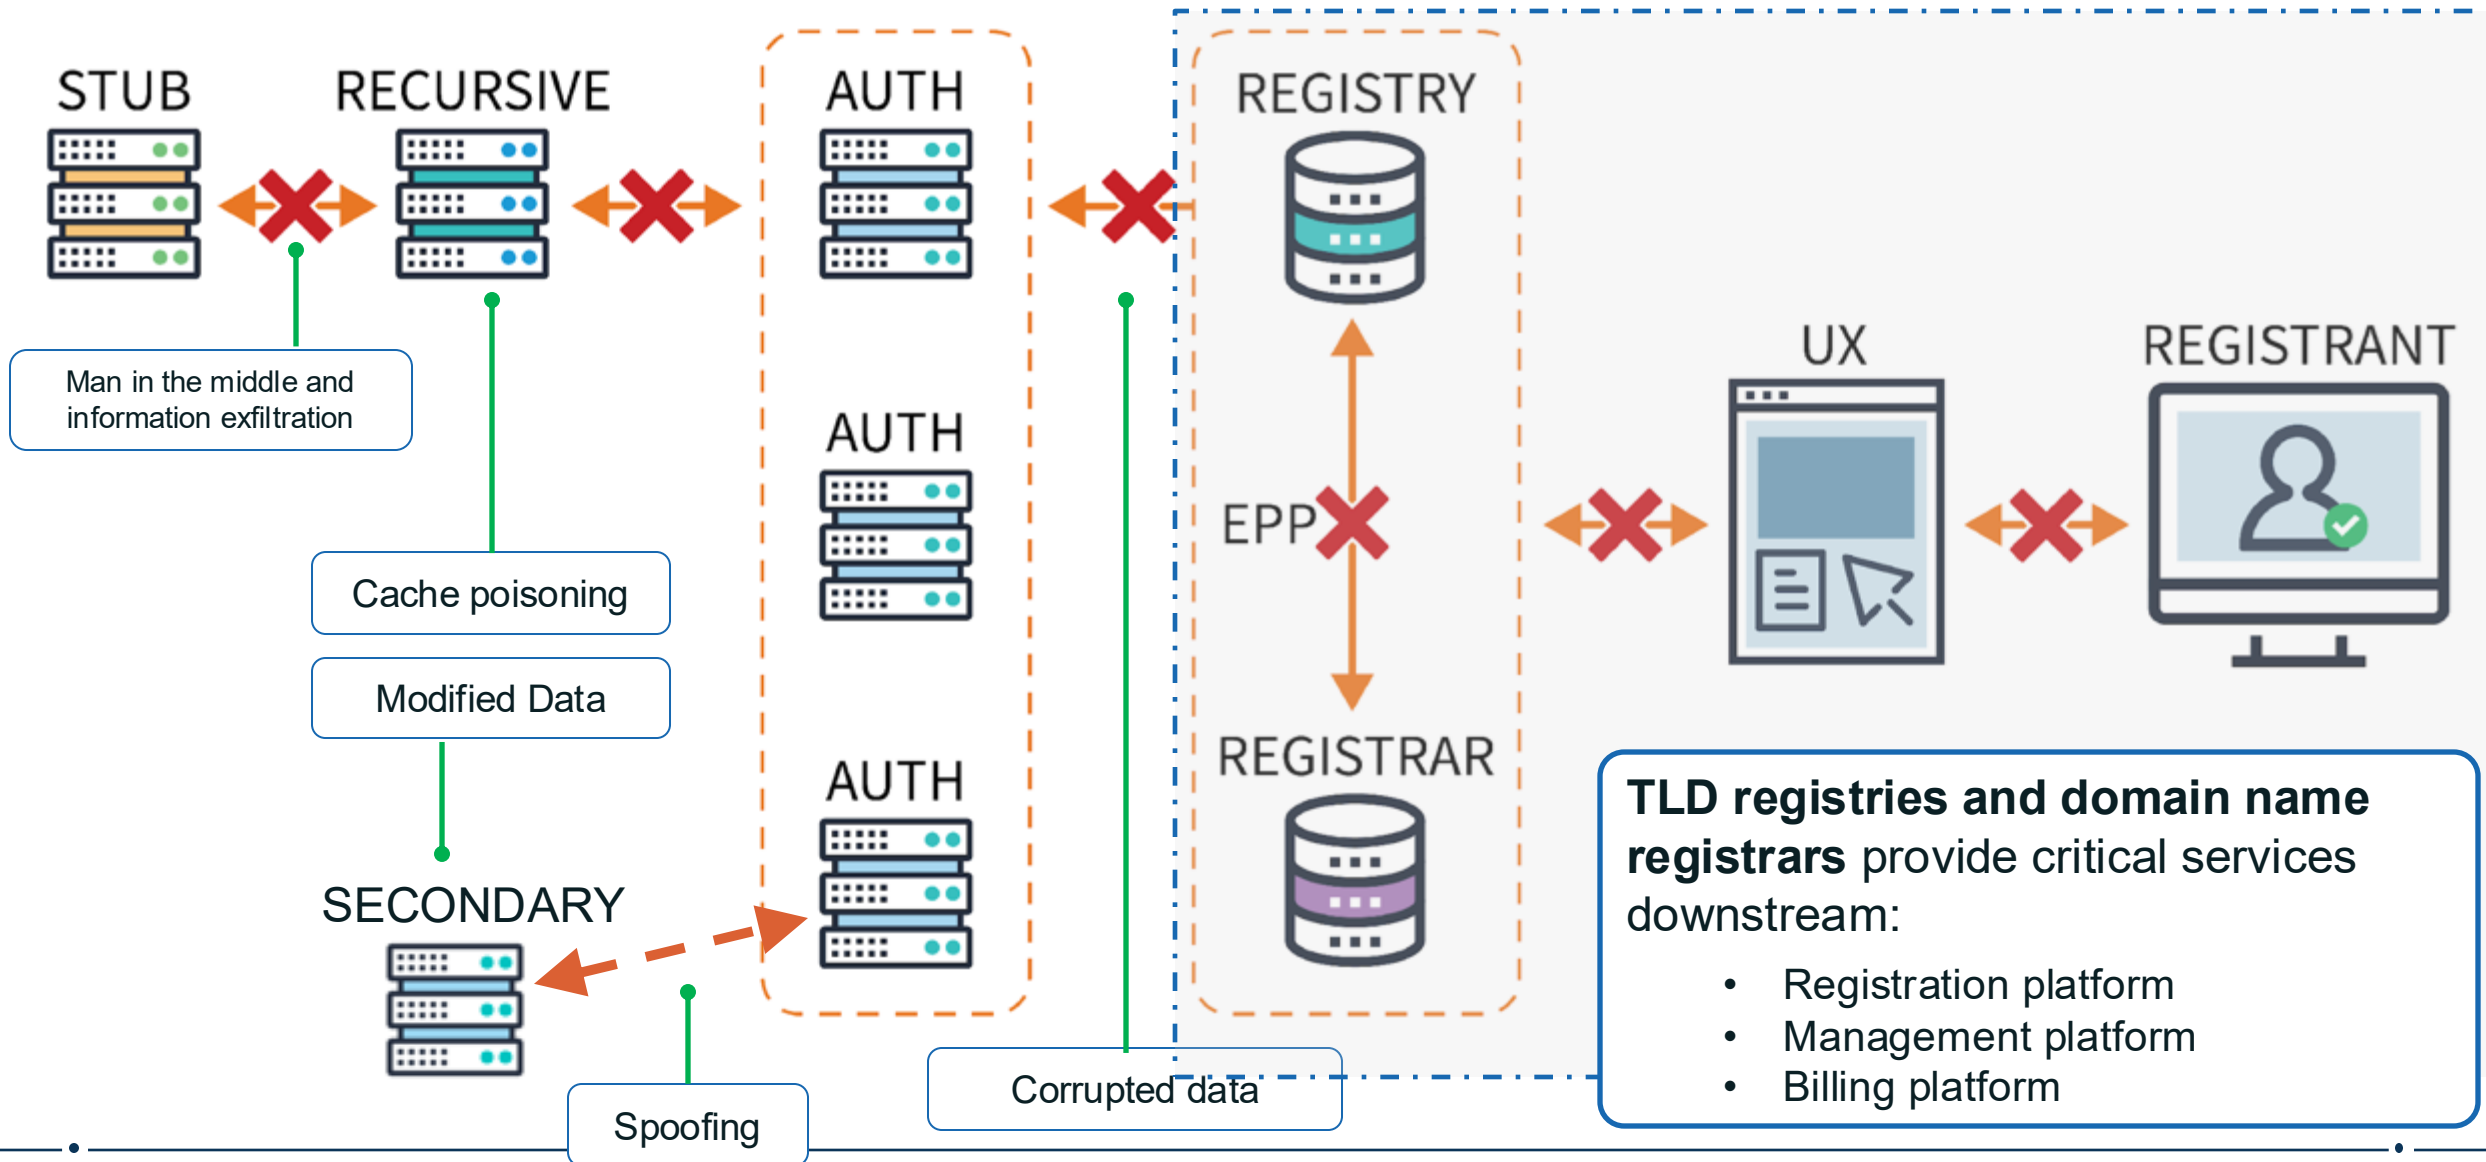 STUB
RECURSIVE
AUTH
REGISTRY
Man in the middle and
information exfiltration
UX
REGISTRANT
AUTH
EPP
Cache poisoning
Modified Data
AUTH
REGISTRAR
SECONDARY
TLD registries and domain name
registrars provide critical services
downstream:
• Registration platform
• Management platform
• Billing platform
Corrupted data
Spoofing